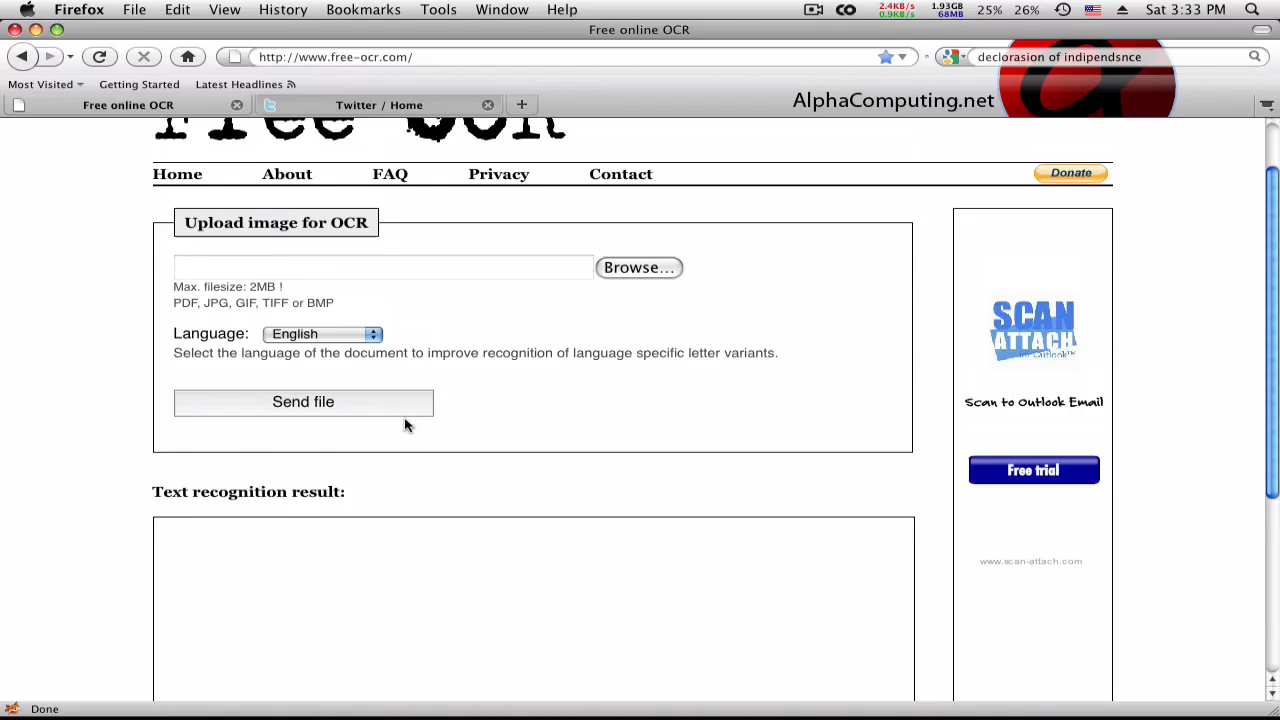 Firefox File Edit View History Bookmarks Tools Window Help 2.4KB/s 0.9KB/s 1.93GB 68MB 25% 26% Sat 3:33 PM
Free online OCR
http://www.free-ocr.com/ declorasion of indipendsnce
Most Visited Getting Started Latest Headlines
Free online OCR Twitter / Home
AlphaComputing.net
Free OCR
Home About FAQ Privacy Contact Donate
Upload image for OCR
Browse...
Max. filesize: 2MB !
PDF, JPG, GIF, TIFF or BMP
Language: English
Select the language of the document to improve recognition of language specific letter variants.
Send file
Text recognition result:
SCAN
ATTACH
for Outlook™
Scan to Outlook Email
Free trial
www.scan-attach.com
Done